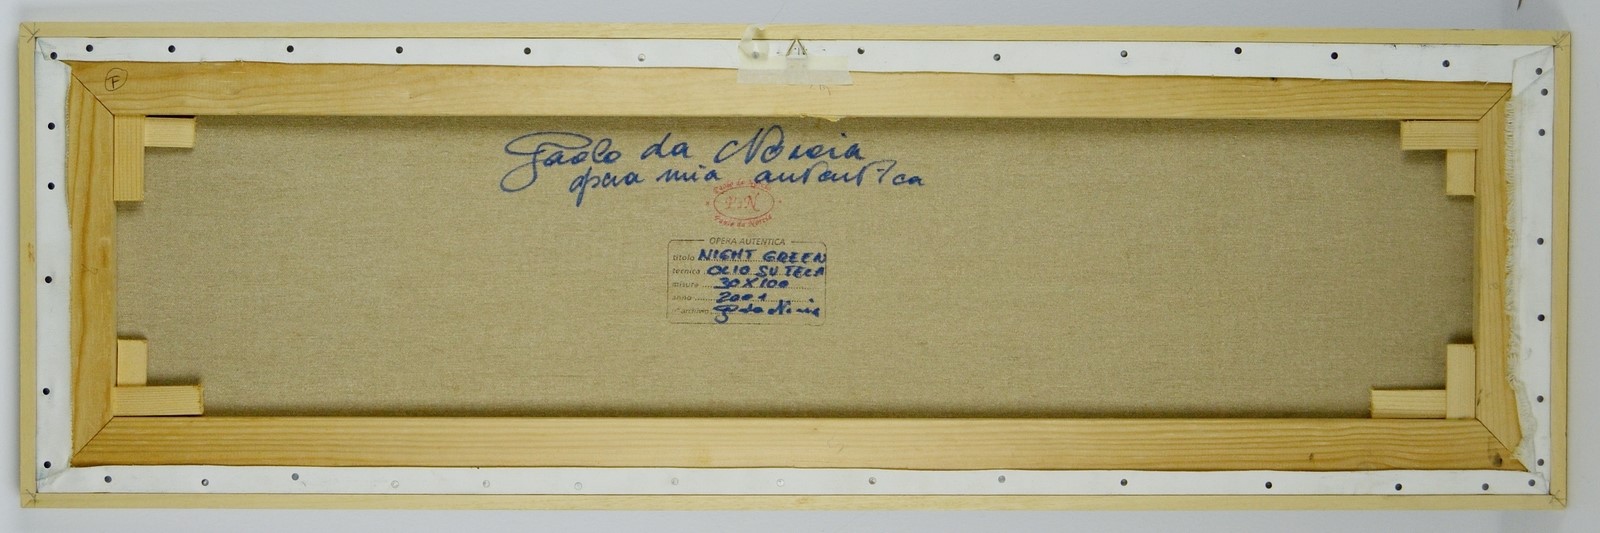 F
Paolo da Norcia
opera mia autentica
P.N
OPERA AUTENTICA
titolo NIGHT GREEN
tecnica OLIO SU TELA
misure 30X100
anno 2001
n° archivio